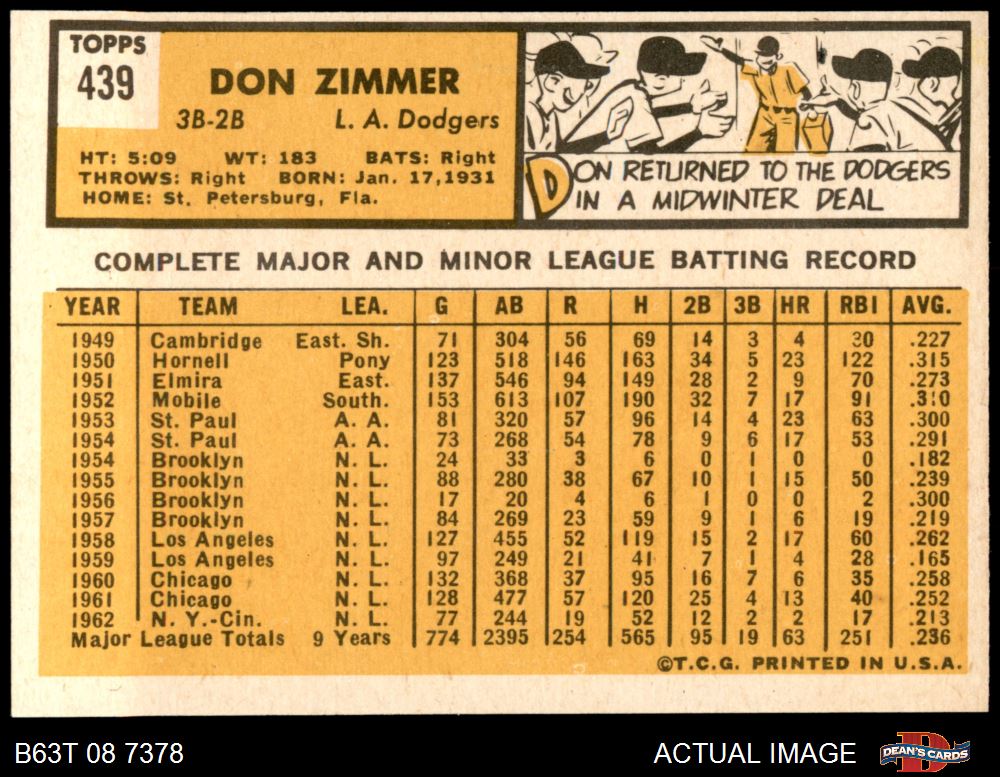 TOPPS
439
DON ZIMMER
3B-2B L. A. Dodgers
HT: 5:09 WT: 183 BATS: Right
THROWS: Right BORN: Jan. 17, 1931
HOME: St. Petersburg, Fla.
DON RETURNED TO THE DODGERS
IN A MIDWINTER DEAL
COMPLETE MAJOR AND MINOR LEAGUE BATTING RECORD
YEAR TEAM LEA. G AB R H 2B 3B HR RBI AVG.
1949 Cambridge East. Sh. 71 304 56 69 14 3 4 30 .227
1950 Hornell Pony 123 518 146 163 34 5 23 122 .315
1951 Elmira East. 137 546 94 149 28 2 9 70 .273
1952 Mobile South. 153 613 107 190 32 7 17 91 .310
1953 St. Paul A. A. 81 320 57 96 14 4 23 63 .300
1954 St. Paul A. A. 73 268 54 78 9 6 17 53 .291
1954 Brooklyn N. L. 24 33 3 6 0 1 0 0 .182
1955 Brooklyn N. L. 88 280 38 67 10 1 15 50 .239
1956 Brooklyn N. L. 17 20 4 6 1 0 0 2 .300
1957 Brooklyn N. L. 84 269 23 59 9 1 6 19 .219
1958 Los Angeles N. L. 127 455 52 119 15 2 17 60 .262
1959 Los Angeles N. L. 97 249 21 41 7 1 4 28 .165
1960 Chicago N. L. 132 368 37 95 16 7 6 35 .258
1961 Chicago N. L. 128 477 57 120 25 4 13 40 .252
1962 N. Y.-Cin. N. L. 77 244 19 52 12 2 2 17 .213
Major League Totals 9 Years 774 2395 254 565 95 19 63 251 .236
©T.C.G. PRINTED IN U.S.A.
B63T 08 7378 ACTUAL IMAGE DEAN'S CARDS